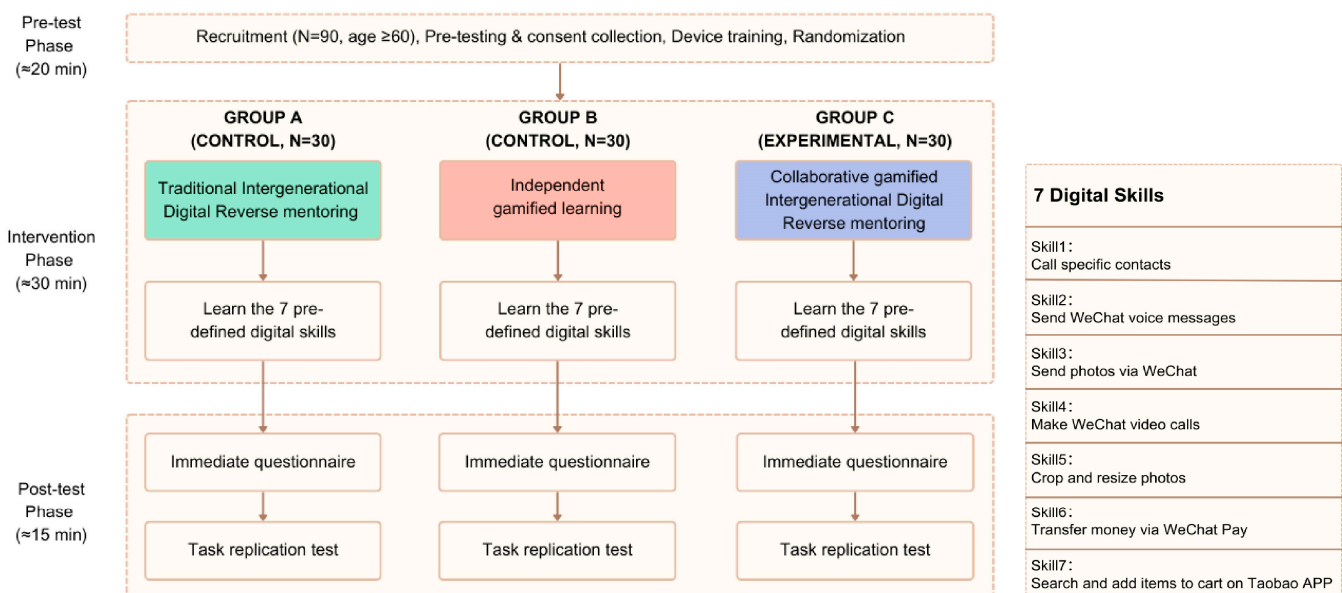 Pre-test
Phase
(≈20 min)
Recruitment (N=90, age ≥60), Pre-testing & consent collection, Device training, Randomization
Intervention
Phase
(≈30 min)
GROUP A
(CONTROL, N=30)
GROUP B
(CONTROL, N=30)
GROUP C
(EXPERIMENTAL, N=30)
Traditional Intergenerational
Digital Reverse mentoring
Independent
gamified learning
Collaborative gamified
Intergenerational Digital
Reverse mentoring
Learn the 7 pre-
defined digital skills
Learn the 7 pre-
defined digital skills
Learn the 7 pre-
defined digital skills
Post-test
Phase
(≈15 min)
Immediate questionnaire
Immediate questionnaire
Immediate questionnaire
Task replication test
Task replication test
Task replication test
7 Digital Skills
Skill1：
Call specific contacts
Skill2：
Send WeChat voice messages
Skill3：
Send photos via WeChat
Skill4：
Make WeChat video calls
Skill5：
Crop and resize photos
Skill6：
Transfer money via WeChat Pay
Skill7：
Search and add items to cart on Taobao APP